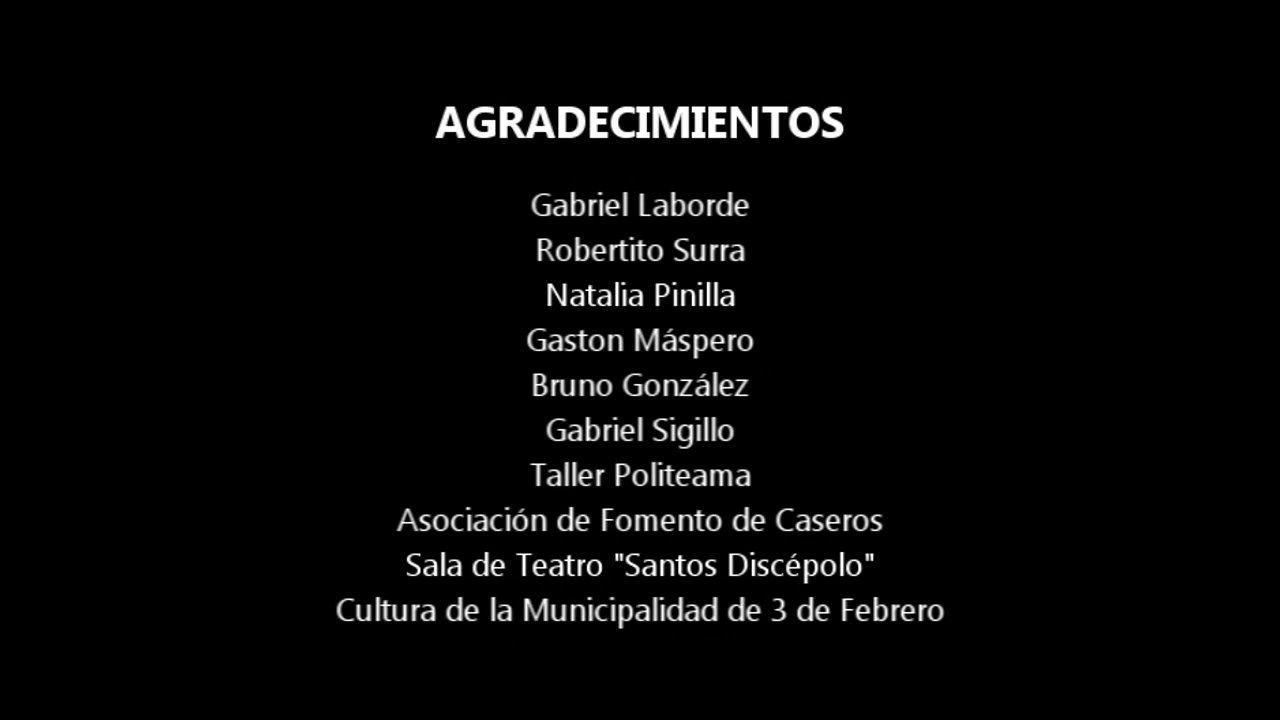 AGRADECIMIENTOS
Gabriel Laborde
Robertito Surra
Natalia Pinilla
Gaston Máspero
Bruno González
Gabriel Sigillo
Taller Politeama
Asociación de Fomento de Caseros
Sala de Teatro "Santos Discépolo"
Cultura de la Municipalidad de 3 de Febrero